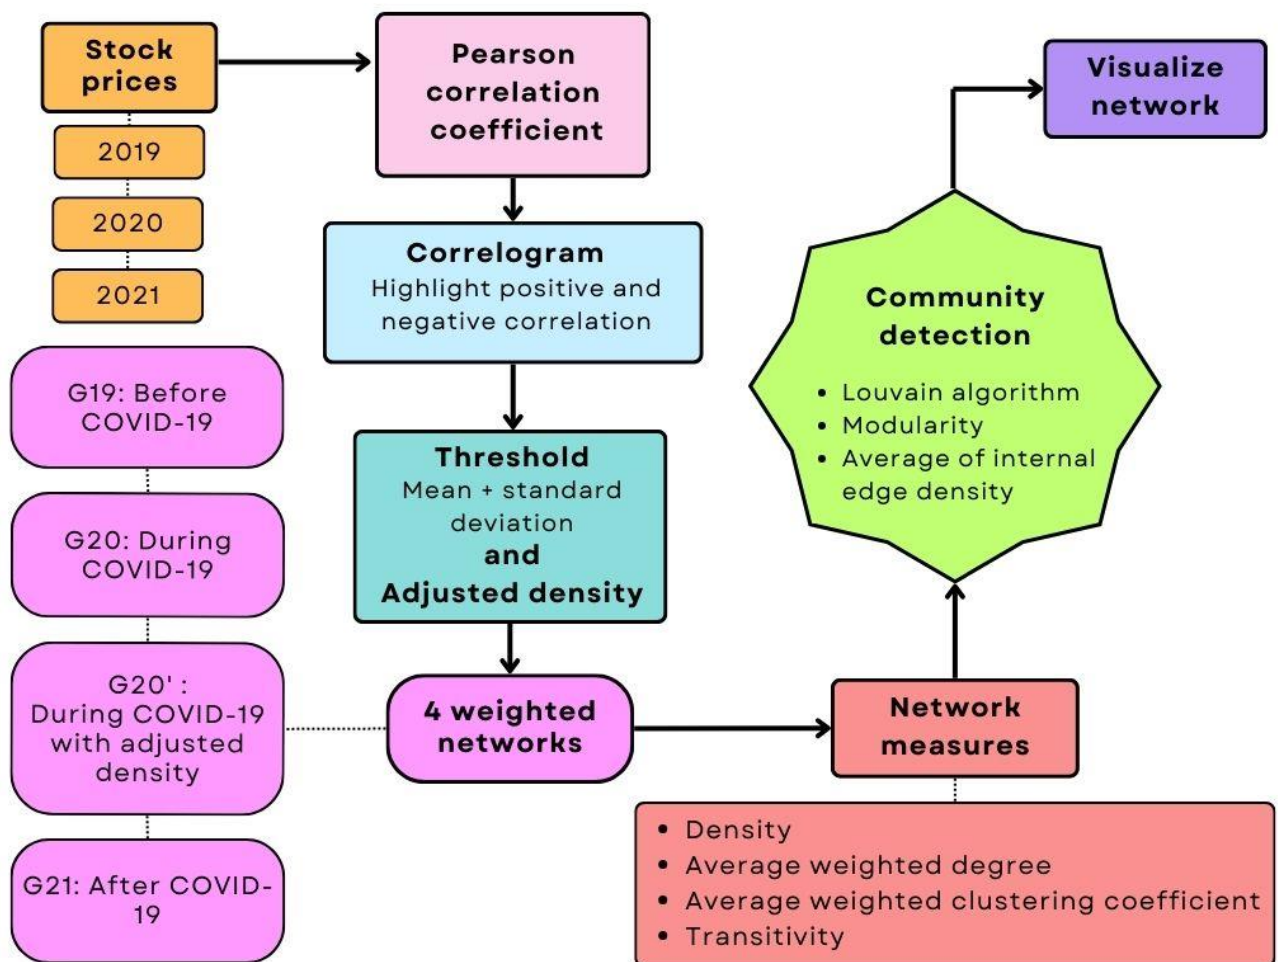 Stock
prices
2019
2020
2021
Pearson
correlation
coefficient
Correlogram
Highlight positive and
negative correlation
Threshold
Mean + standard
deviation
and
Adjusted density
4 weighted
networks
G19: Before
COVID-19
G20: During
COVID-19
G20' :
During COVID-19
with adjusted
density
G21: After COVID-
19
Network
measures
• Density
• Average weighted degree
• Average weighted clustering coefficient
• Transitivity
Community
detection
• Louvain algorithm
• Modularity
• Average of internal
edge density
Visualize
network